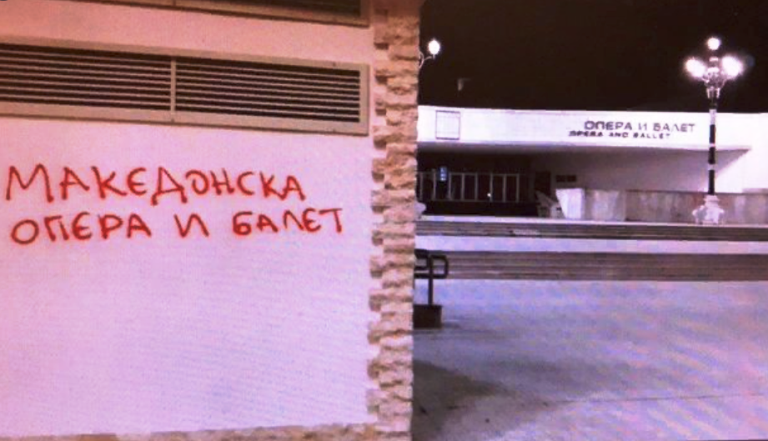 МАКЕДОНСКА
ОПЕРА И БАЛЕТ
ОПЕРА И БАЛЕТ
OPERA AND BALLET